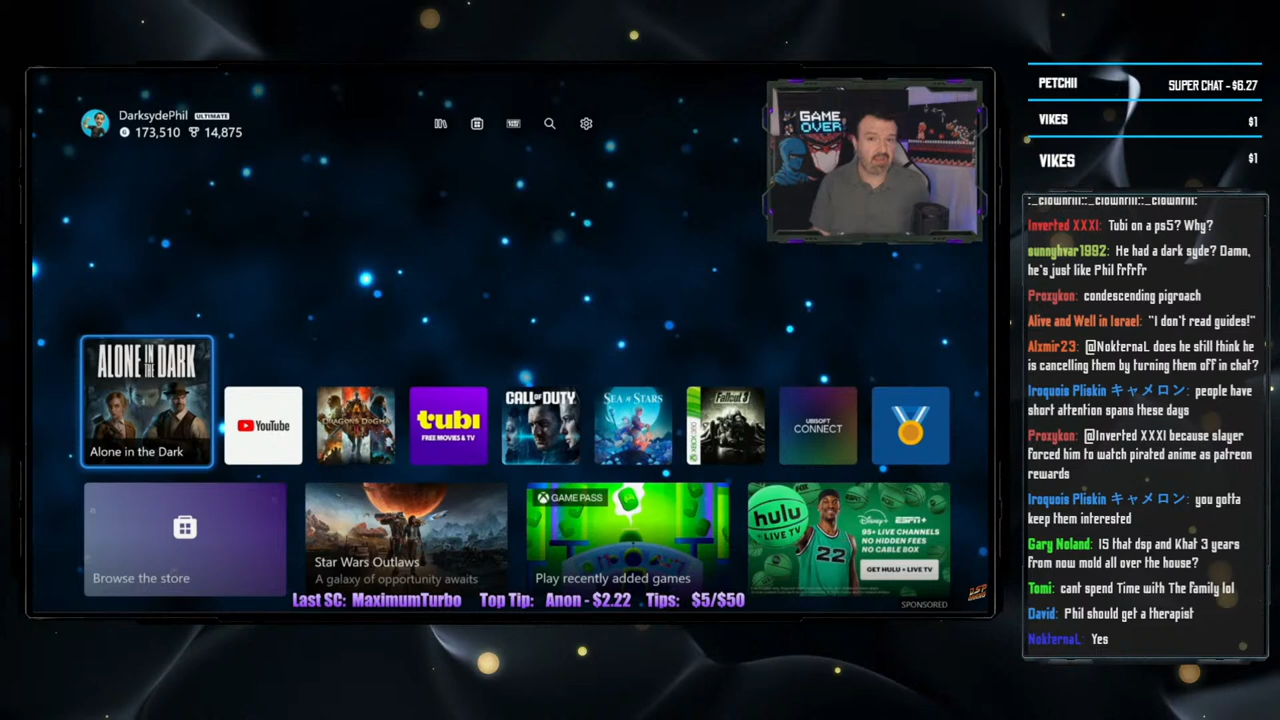 DarksydePhil ULTIMATE
173,510 14,875
GAME
OVER
ALONE IN THE DARK
Alone in the Dark
YouTube
DRAGON'S DOGMA
tubi
FREE MOVIES & TV
CALL OF DUTY
SEA OF STARS
XBOX 360
Fallout 3
UBISOFT
CONNECT
Browse the store
Star Wars Outlaws
A galaxy of opportunity awaits
GAME PASS
Play recently added games
hulu
+ LIVE TV
22
Disney+ ESPN+
95+ LIVE CHANNELS
NO HIDDEN FEES
NO CABLE BOX
GET HULU + LIVE TV
SPONSORED
Last SC: MaximumTurbo Top Tip: Anon - $2.22 Tips: $5/$50
PETCHII SUPER CHAT - $6.27
VIKES $1
VIKES $1
Inverted XXXI: Tubi on a ps5? Why?
sunnyhvar1992: He had a dark syde? Damn,
he's just like Phil frfrfr
Proxykon: condescending pigroach
Alive and Well in Israel: "I don't read guides!"
Alxmir23: @NokternaL does he still think he
is cancelling them by turning them off in chat?
Iroquois Pliskin キャメロン: people have
short attention spans these days
Proxykon: @Inverted XXXI because slayer
forced him to watch pirated anime as patreon
rewards
Iroquois Pliskin キャメロン: you gotta
keep them interested
Gary Noland: IS that dsp and Khat 3 years
from now mold all over the house?
Tomi: cant spend Time with The family lol
David: Phil should get a therapist
NokternaL: Yes